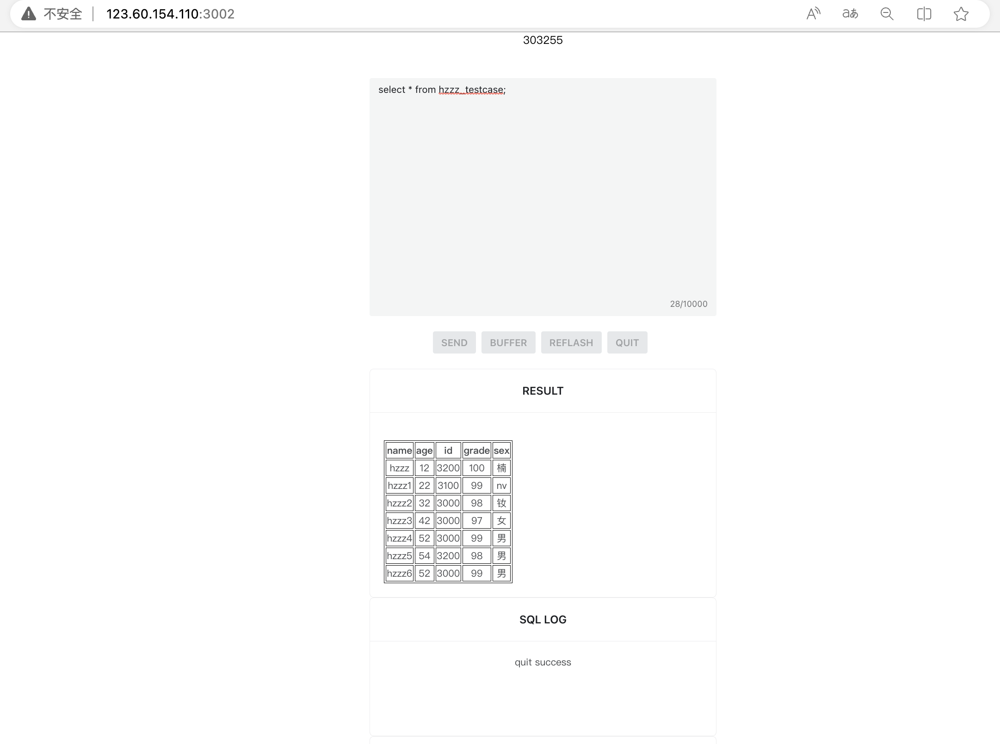 不安全 123.60.154.110:3002
303255
select * from hzzz_testcase;
28/10000
SEND BUFFER REFLASH QUIT
RESULT
name age id grade sex
hzzz 12 3200 100 楠
hzzz1 22 3100 99 nv
hzzz2 32 3000 98 钕
hzzz3 42 3000 97 女
hzzz4 52 3000 99 男
hzzz5 54 3200 98 男
hzzz6 52 3000 99 男
SQL LOG
quit success